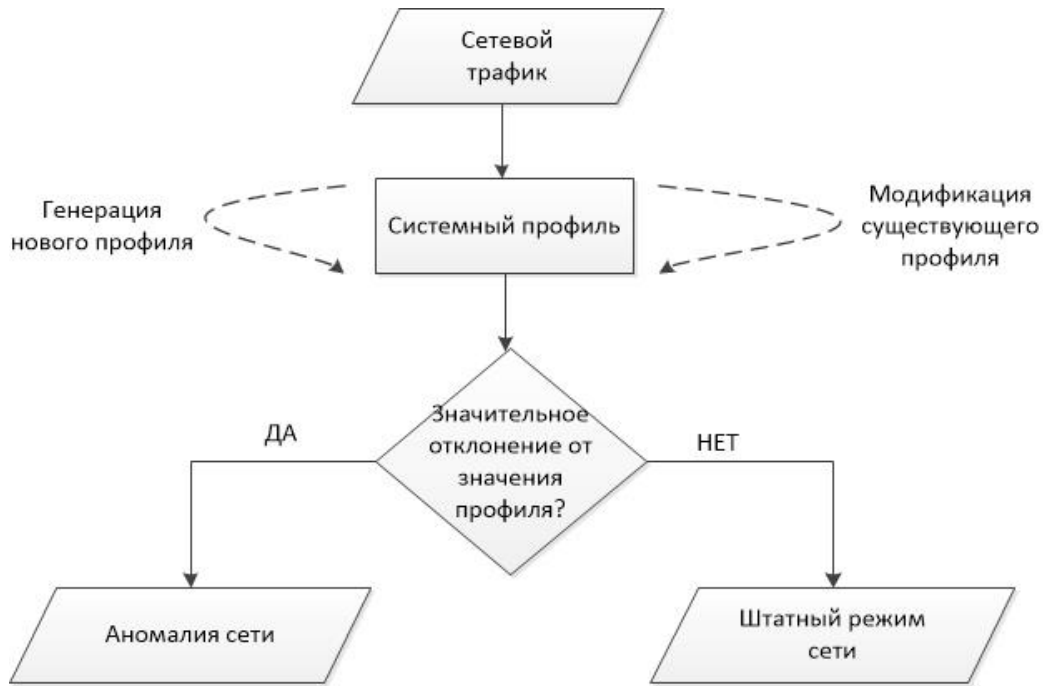 Сетевой
трафик
Генерация
нового профиля
Системный профиль
Модификация
существующего
профиля
Значительное
отклонение от
значения
профиля?
ДА
НЕТ
Аномалия сети
Штатный режим
сети